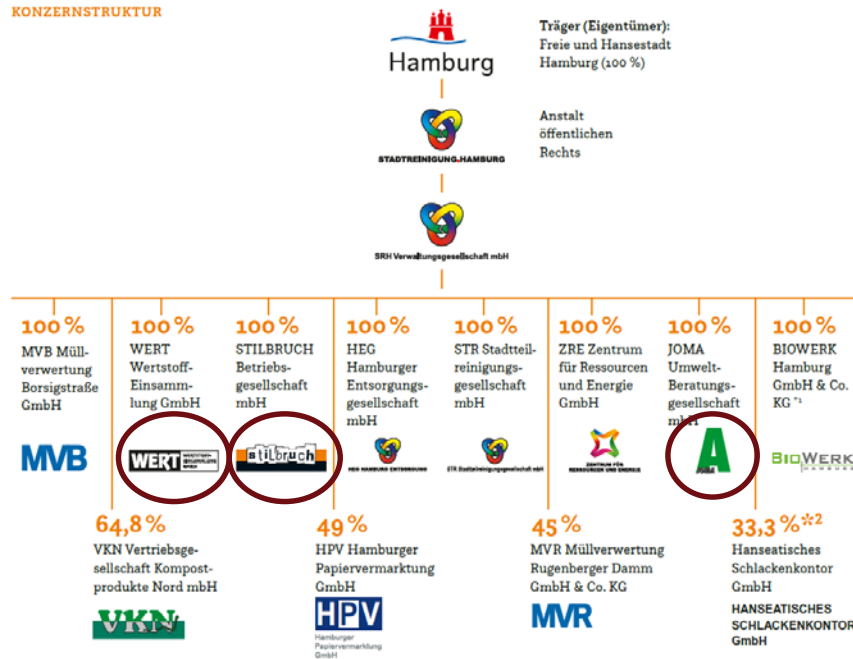 KONZERNSTRUKTUR
Hamburg
Träger (Eigentümer):
Freie und Hansestadt
Hamburg (100 %)
STADTREINIGUNG.HAMBURG
Anstalt
öffentlichen
Rechts
SRH Verwaltungsgesellschaft mbH
100 %
MVB Müll-
verwertung
Borsigstraße
GmbH
MVB
100 %
WERT
Wertstoff-
Einsamm-
lung GmbH
WERT
100 %
STILBRUCH
Betriebs-
gesellschaft
mbH
stilbruch
100 %
HEG
Hamburger
Entsorgungs-
gesellschaft
mbH
HEG HAMBURG ENTSORGUNG
100 %
STR Stadtteil-
reinigungs-
gesellschaft
mbH
STR Stadtteilreinigungsgesellschaft mbH
100 %
ZRE Zentrum
für Ressourcen
und Energie
GmbH
ZENTRUM FÜR
RESSOURCEN UND ENERGIE
100 %
JOMA
Umwelt-
Beratungs-
gesellschaft
mbH
A
100 %
BIOWERK
Hamburg
GmbH & Co.
KG *1
BIOWERK
HAMBURG
64,8 %
VKN Vertriebsge-
sellschaft Kompost-
produkte Nord mbH
VKN
49 %
HPV Hamburger
Papiervermarktung
GmbH
HPV
Hamburger
Papiervermarktung
GmbH
45 %
MVR Müllverwertung
Rugenberger Damm
GmbH & Co. KG
MVR
33,3 %*2
Hanseatisches
Schlackenkontor
GmbH
HANSEATISCHES
SCHLACKENKONTOR
GmbH